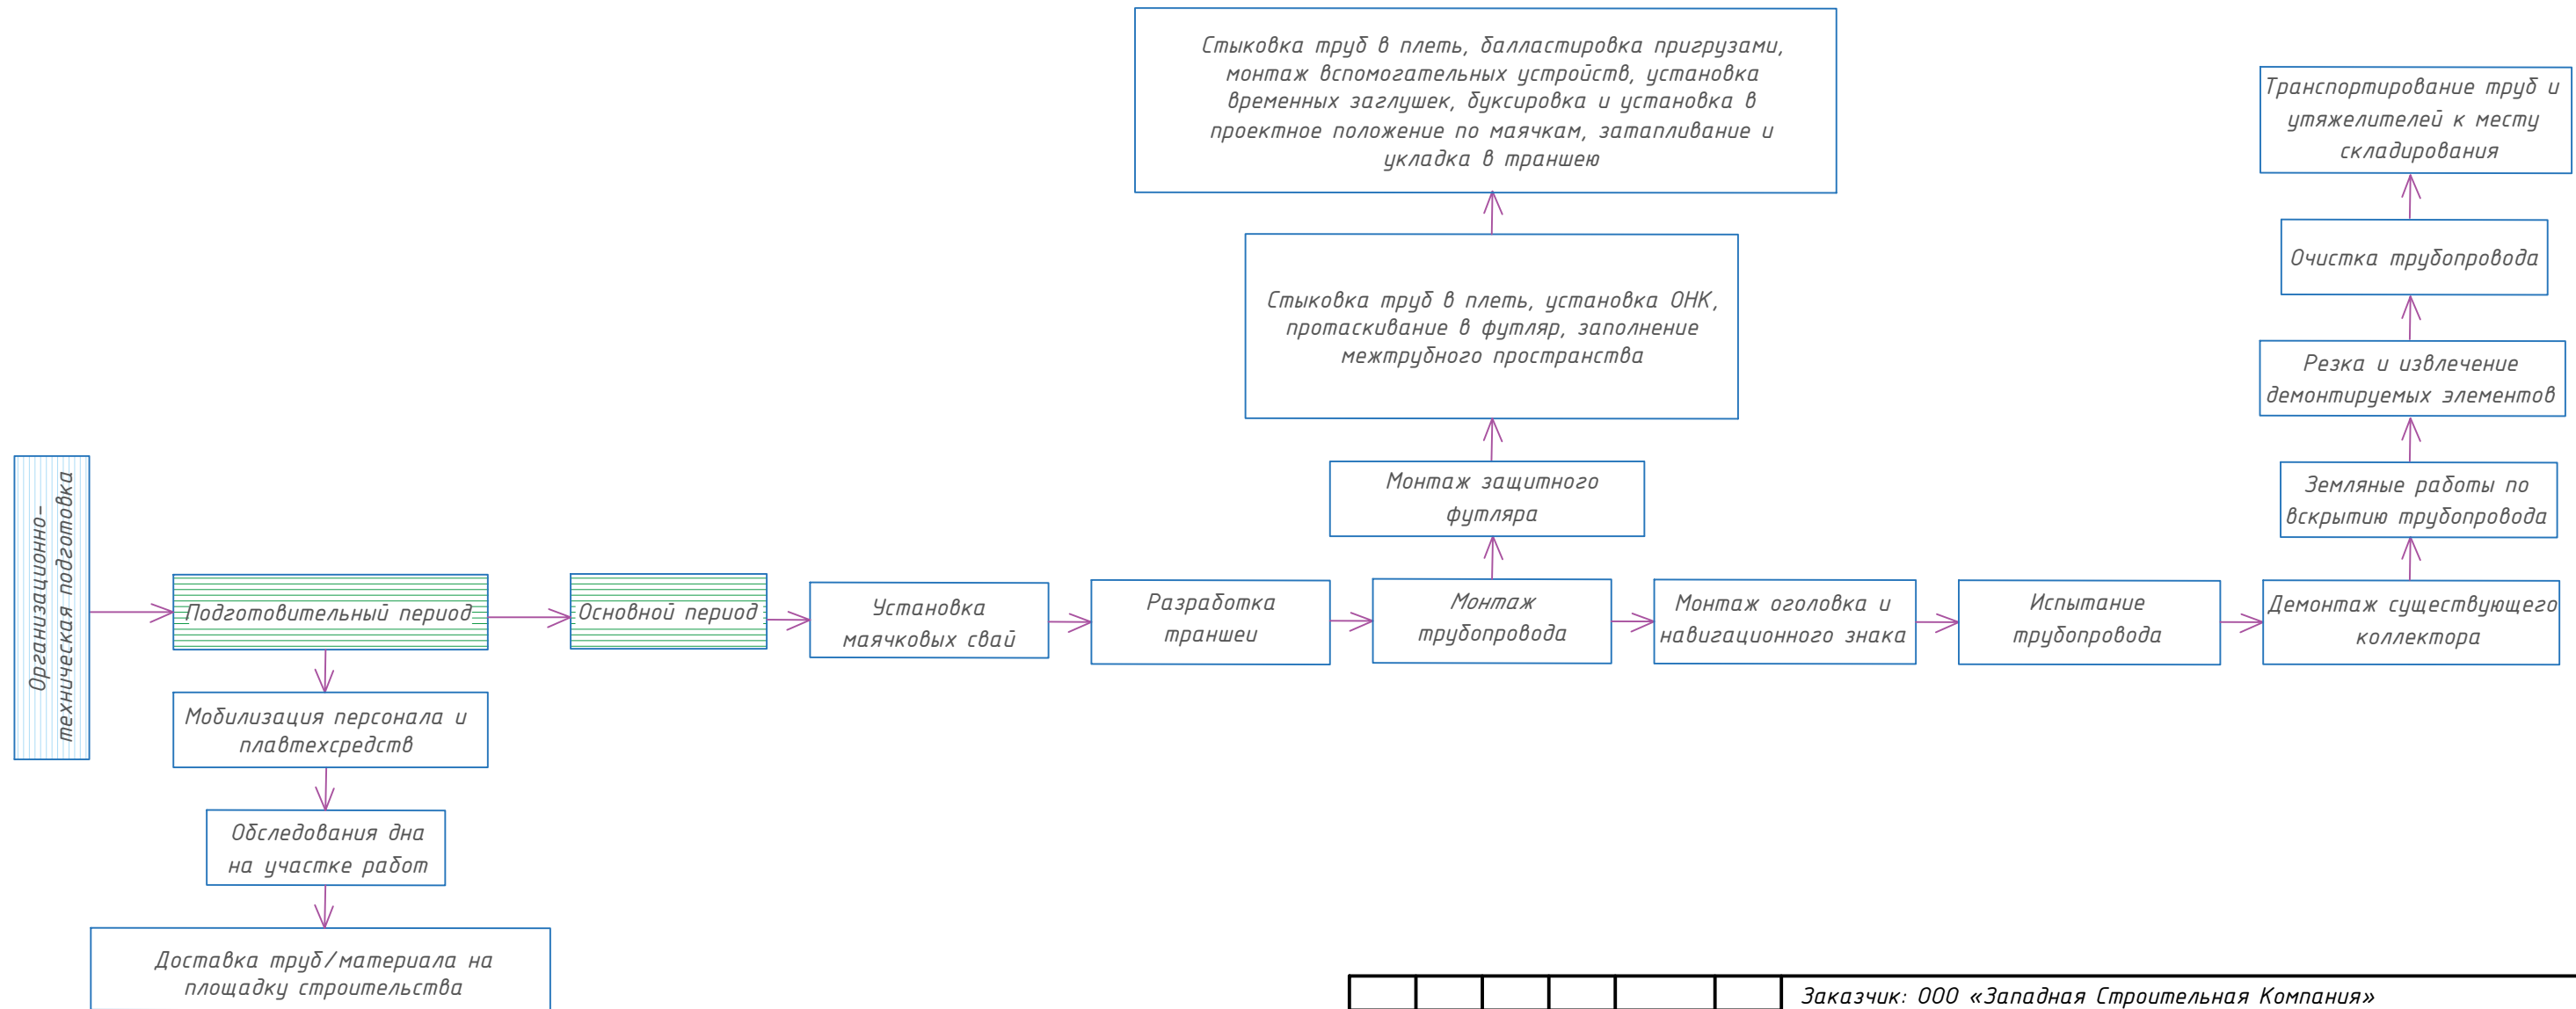 Организационно-
техническая подготовка
Подготовительный период
Мобилизация персонала и
плавтехсредств
Обследования дна
на участке работ
Доставка труб/материала на
площадку строительства
Основной период
Установка
маячковых свай
Разработка
траншеи
Монтаж
трубопровода
Монтаж защитного
футляра
Стыковка труб в плеть, установка ОНК,
протаскивание в футляр, заполнение
межтрубного пространства
Стыковка труб в плеть, балластировка пригрузами,
монтаж вспомогательных устройств, установка
временных заглушек, буксировка и установка в
проектное положение по маячкам, затапливание и
укладка в траншею
Монтаж оголовка и
навигационного знака
Испытание
трубопровода
Демонтаж существующего
коллектора
Земляные работы по
вскрытию трубопровода
Резка и извлечение
демонтируемых элементов
Очистка трубопровода
Транспортирование труб и
утяжелителей к месту
складирования
Заказчик: ООО «Западная Строительная Компания»